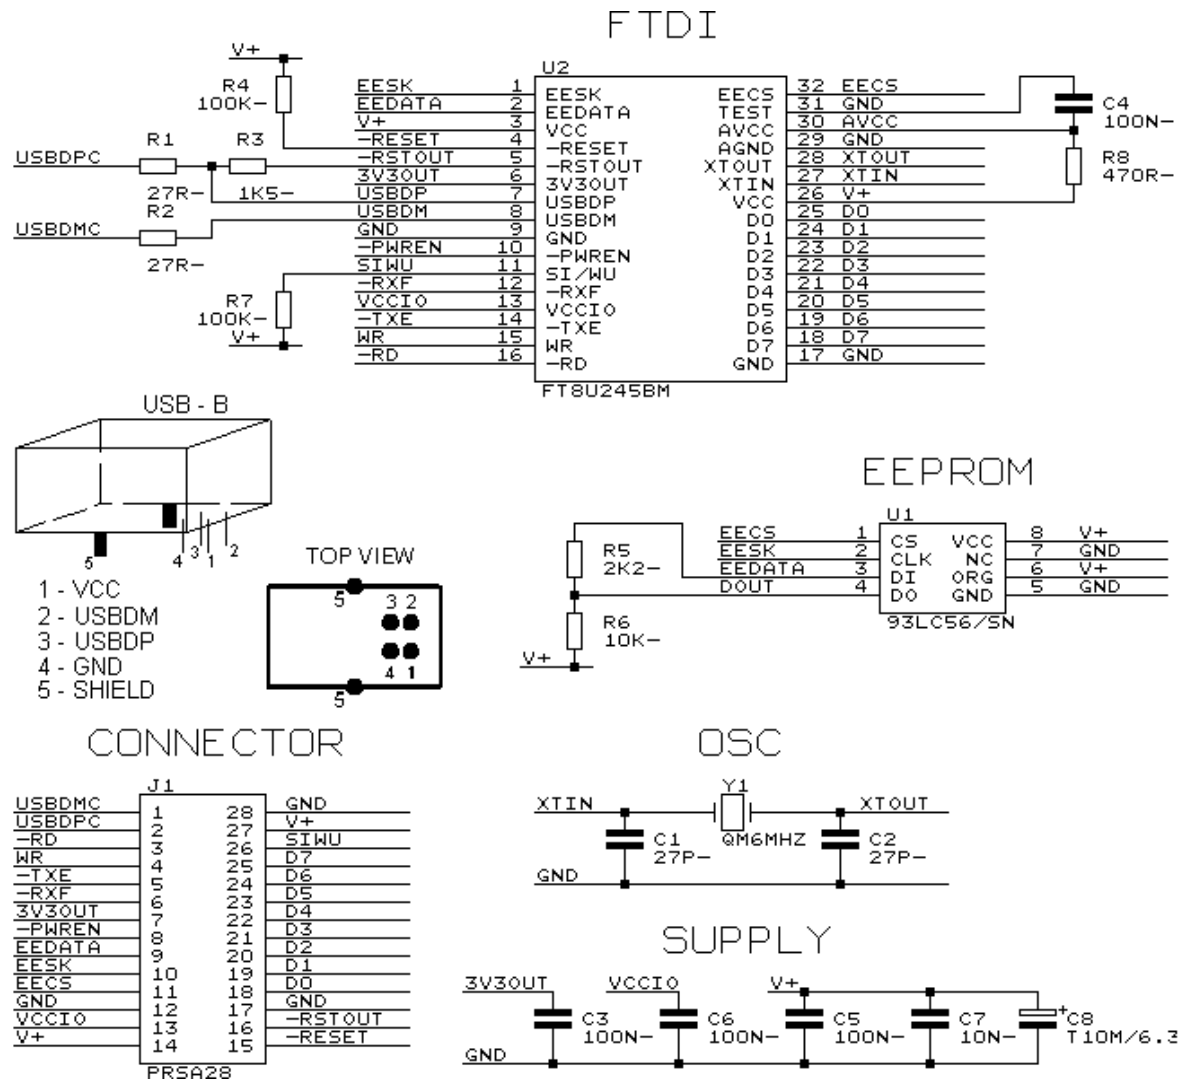 FTDI
V+
R4
100K-
R1
R3
USBDPC
27R-
1K5-
R2
USBDMC
27R-
R7
100K-
V+
U2
EESK 1 EESK
EEDATA 2 EEDATA
V+ 3 VCC
-RESET 4 -RESET
-RSTOUT 5 -RSTOUT
3V3OUT 6 3V3OUT
USBDP 7 USBDP
USBDM 8 USBDM
GND 9 GND
-PWREN 10 -PWREN
SIWU 11 SI/WU
-RXF 12 -RXF
VCCIO 13 VCCIO
-TXE 14 -TXE
WR 15 WR
-RD 16 -RD
EECS 32 EECS
TEST 31 GND
AVCC 30 AVCC
AGND 29 GND
XTOUT 28 XTOUT
XTIN 27 XTIN
VCC 26 V+
D0 25 D0
D1 24 D1
D2 23 D2
D3 22 D3
D4 21 D4
D5 20 D5
D6 19 D6
D7 18 D7
GND 17 GND
FT8U245BM
C4
100N-
R8
470R-
USB - B
5 4 3 1 2
1 - VCC
2 - USBDM
3 - USBDP
4 - GND
5 - SHIELD
TOP VIEW
5
3 2
4 1
5
EEPROM
U1
EECS 1 CS
EESK 2 CLK
EEDATA 3 DI
DOUT 4 DO
VCC 8 V+
NC 7 GND
ORG 6 V+
GND 5 GND
93LC56/SN
R5
2K2-
R6
10K-
V+
CONNECTOR
J1
USBDMC 1 28 GND
USBDPC 2 27 V+
-RD 3 26 SIWU
WR 4 25 D7
-TXE 5 24 D6
-RXF 6 23 D5
3V3OUT 7 22 D4
-PWREN 8 21 D3
EEDATA 9 20 D2
EESK 10 19 D1
EECS 11 18 D0
GND 12 17 GND
VCCIO 13 16 -RSTOUT
V+ 14 15 -RESET
PRSA28
OSC
Y1
XTIN
XTOUT
C1
27P-
QM6MHZ
C2
27P-
GND
SUPPLY
3V3OUT
VCCIO
V+
C3
100N-
C6
100N-
C5
100N-
C7
10N-
+
C8
T10M/6.3
GND